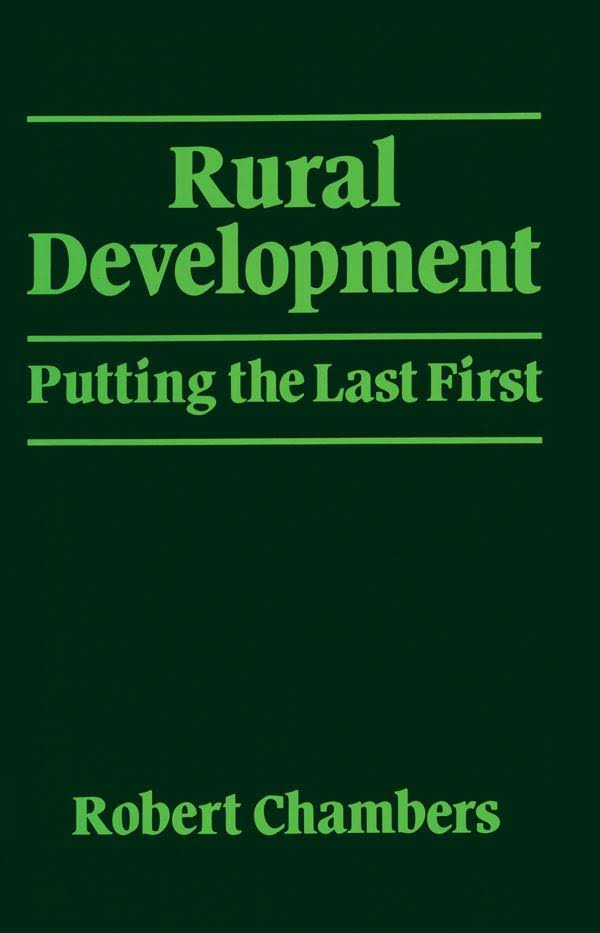 Rural
Development
Putting the Last First
Robert Chambers